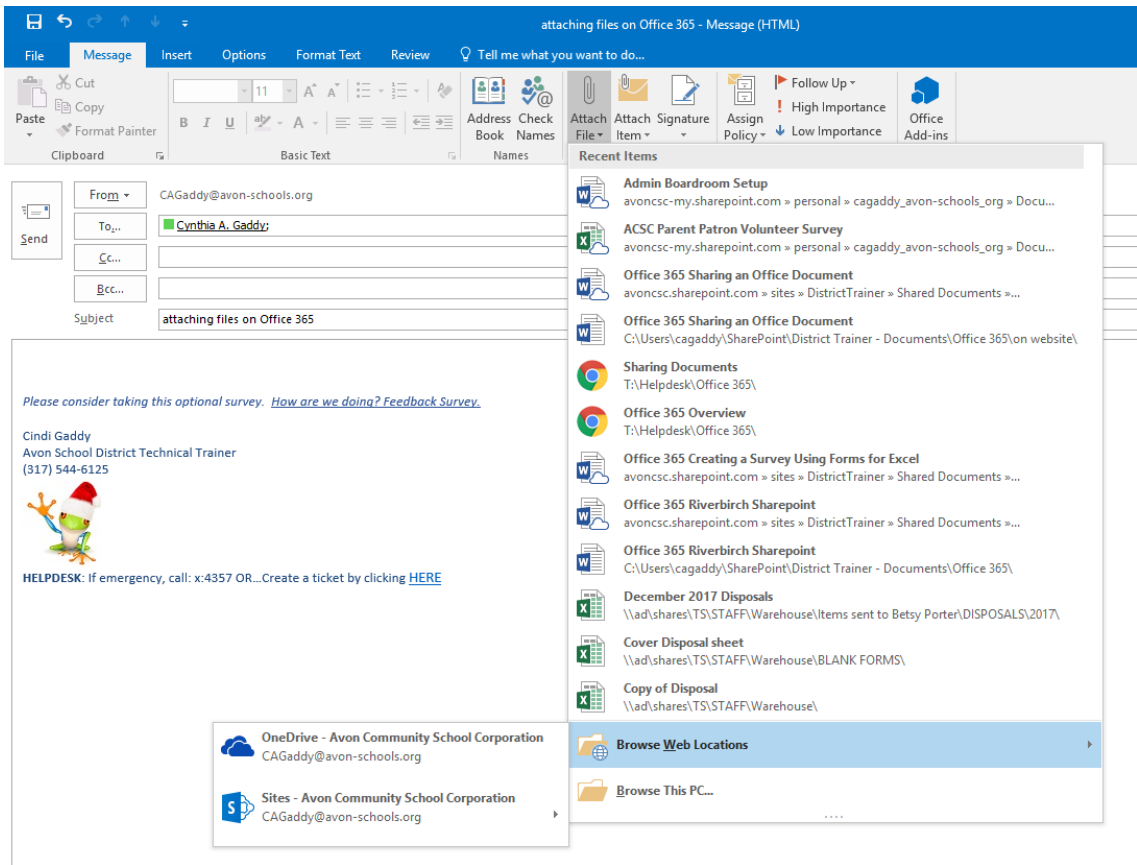 attaching files on Office 365 - Message (HTML)
File Message Insert Options Format Text Review Tell me what you want to do...
Paste
Cut
Copy
Format Painter
Clipboard
11
B I U
Basic Text
Address Book
Check Names
Names
Attach File
Attach Item
Signature
Assign Policy
Follow Up
High Importance
Low Importance
Office Add-ins
From
CAGaddy@avon-schools.org
Send
To...
Cynthia A. Gaddy;
Cc...
Bcc...
Subject
attaching files on Office 365
Please consider taking this optional survey. How are we doing? Feedback Survey.
Cindi Gaddy
Avon School District Technical Trainer
(317) 544-6125
HELPDESK: If emergency, call: x:4357 OR...Create a ticket by clicking HERE
Recent Items
Admin Boardroom Setup
avoncsc-my.sharepoint.com » personal » cagaddy_avon-schools_org » Docu...
ACSC Parent Patron Volunteer Survey
avoncsc-my.sharepoint.com » personal » cagaddy_avon-schools_org » Docu...
Office 365 Sharing an Office Document
avoncsc.sharepoint.com » sites » DistrictTrainer » Shared Documents »...
Office 365 Sharing an Office Document
C:\Users\cagaddy\SharePoint\District Trainer - Documents\Office 365\on website\
Sharing Documents
T:\Helpdesk\Office 365\
Office 365 Overview
T:\Helpdesk\Office 365\
Office 365 Creating a Survey Using Forms for Excel
avoncsc.sharepoint.com » sites » DistrictTrainer » Shared Documents »...
Office 365 Riverbirch Sharepoint
avoncsc.sharepoint.com » sites » DistrictTrainer » Shared Documents »...
Office 365 Riverbirch Sharepoint
C:\Users\cagaddy\SharePoint\District Trainer - Documents\Office 365\
December 2017 Disposals
\\ad\shares\TS\STAFF\Warehouse\Items sent to Betsy Porter\DISPOSALS\2017\
Cover Disposal sheet
\\ad\shares\TS\STAFF\Warehouse\BLANK FORMS\
Copy of Disposal
\\ad\shares\TS\STAFF\Warehouse\
Browse Web Locations
Browse This PC...
OneDrive - Avon Community School Corporation
CAGaddy@avon-schools.org
Sites - Avon Community School Corporation
CAGaddy@avon-schools.org